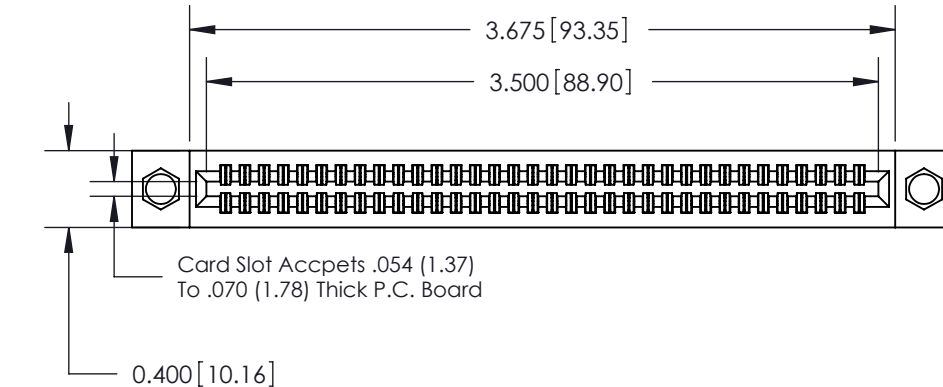 3.675[93.35]
3.500[88.90]
Card Slot Accpets .054 (1.37)
To .070 (1.78) Thick P.C. Board
0.400[10.16]